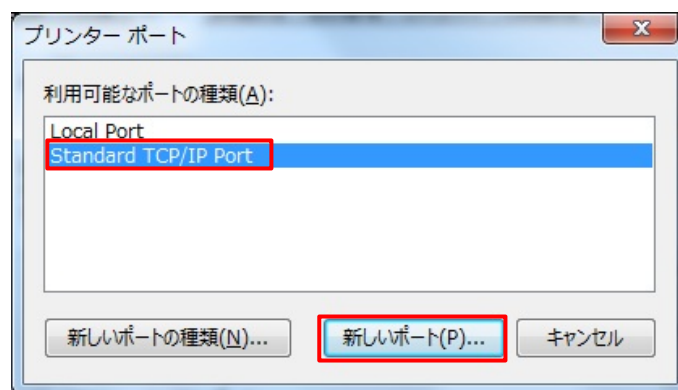 プリンター ポート
利用可能なポートの種類(A):
Local Port
Standard TCP/IP Port
新しいポートの種類(N)... 新しいポート(P)... キャンセル